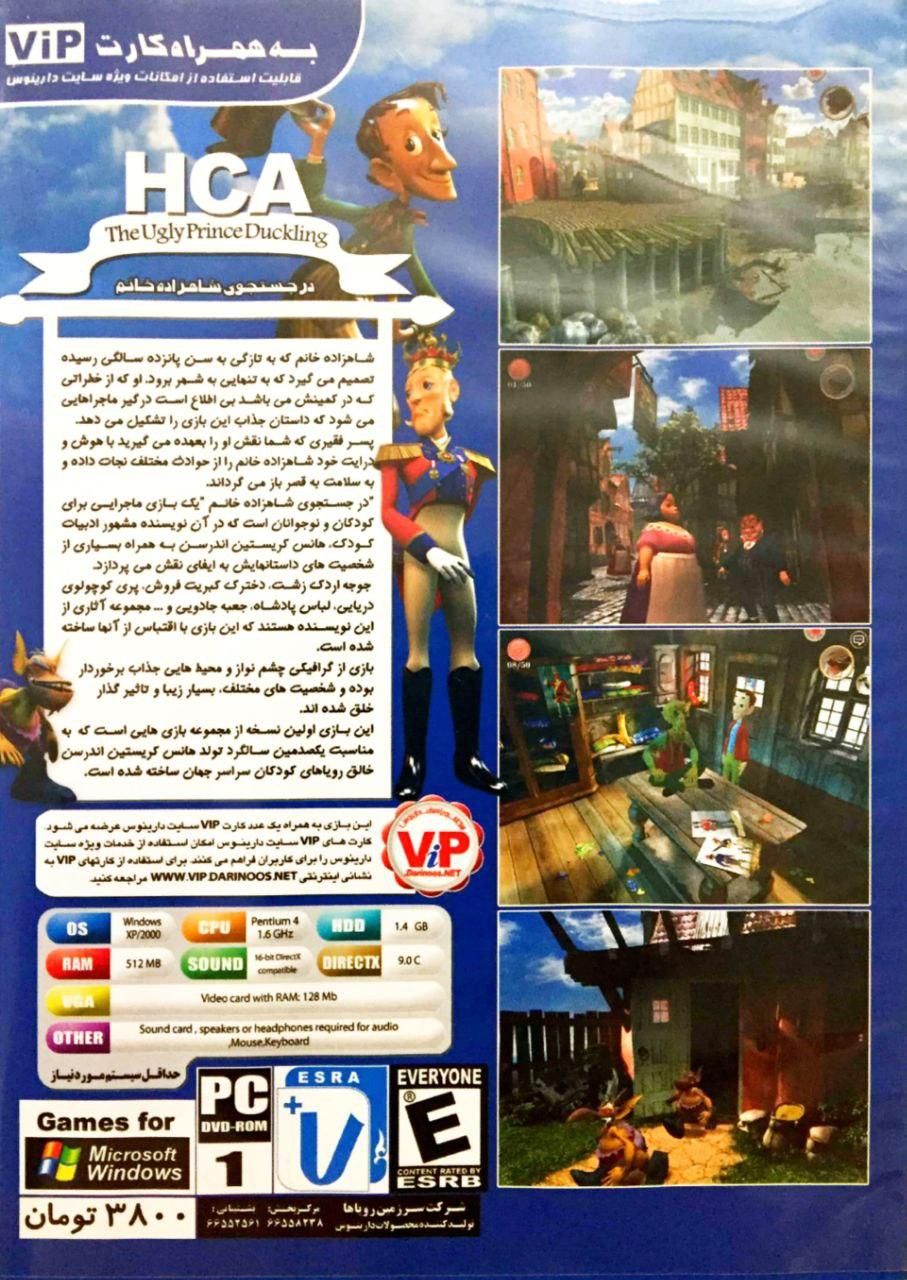 به همراه کارت ViP
قابلیت استفاده از امکانات ویژه سایت دارینوس
HCA
The Ugly Prince Duckling
در جستجوی شاهزاده خانم
شاهزاده خانم که به تازگی به سن پانزده سالگی رسیده
تصمیم می گیرد که به تنهایی به شهر برود. او که از خطراتی
که در کمینش می باشد بی اطلاع است درگیر ماجراهایی
می شود که داستان جذاب این بازی را تشکیل می دهد.
پسر فقیری که شما نقش او را بعهده می گیرید با هوش و
درایت خود شاهزاده خانم را از حوادث مختلف نجات داده و
به سلامت به قصر باز می گرداند.
"در جستجوی شاهزاده خانم "یک بازی ماجرایی برای
کودکان و نوجوانان است که در آن نویسنده مشهور ادبیات
کودک، هانس کریستین اندرسن به همراه بسیاری از
شخصیت های داستانهایش به ایفای نقش می پردازد.
جوجه اردک زشت، دخترک کبریت فروش، پری کوچولوی
دریایی، لباس پادشاه، جعبه جادویی و ... مجموعه آثاری از
این نویسنده هستند که این بازی با اقتباس از آنها ساخته
شده است.
بازی از گرافیکی چشم نواز و محیط هایی جذاب برخوردار
بوده و شخصیت های مختلف، بسیار زیبا و تاثیر گذار
خلق شده اند.
این بازی اولین نسخه از مجموعه بازی هایی است که به
مناسبت یکصدمین سالگرد تولد هانس کریستین اندرسن
خالق رویاهای کودکان سراسر جهان ساخته شده است.
این بازی به همراه یک عدد کارت VIP سایت دارینوس عرضه می شود.
کارت های VIP سایت دارینوس امکان استفاده از خدمات ویژه سایت
دارینوس را برای کاربران فراهم می کنند. برای استفاده از کارتهای VIP به
نشانی اینترنتی WWW.VIP.DARINOOS.NET مراجعه کنید.
ViP
.Darinoos.NET
OS Windows XP/2000 CPU Pentium 4 1.6 GHz HDD 1.4 GB
RAM 512 MB SOUND 16-bit DirectX compatible DIRECTX 9.0 C
VGA Video card with RAM: 128 Mb
OTHER Sound card , speakers or headphones required for audio
,Mouse,Keyboard
حداقل سیستم مورد نیاز
Games for
Microsoft
Windows
PC
DVD-ROM
1
ESRA
+
EVERYONE
E
®
CONTENT RATED BY
ESRB
۳۸۰۰ تومان
شرکت سرزمین رویاها
تولید کننده محصولات دارینوس
مرکز پخش:
۶۶۵۵۸۲۳۸
پشتیبانی :
۶۶۵۵۲۵۶۱
01/50
08/50